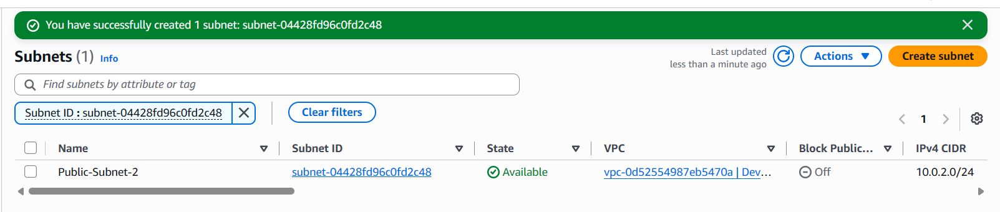 You have successfully created 1 subnet: subnet-04428fd96c0fd2c48
Subnets (1) Info
Last updated
less than a minute ago
Actions
Create subnet
Find subnets by attribute or tag
Subnet ID : subnet-04428fd96c0fd2c48
Clear filters
1
Name Subnet ID State VPC Block Public... IPv4 CIDR
Public-Subnet-2 subnet-04428fd96c0fd2c48 Available vpc-0d52554987eb5470a | Dev... Off 10.0.2.0/24